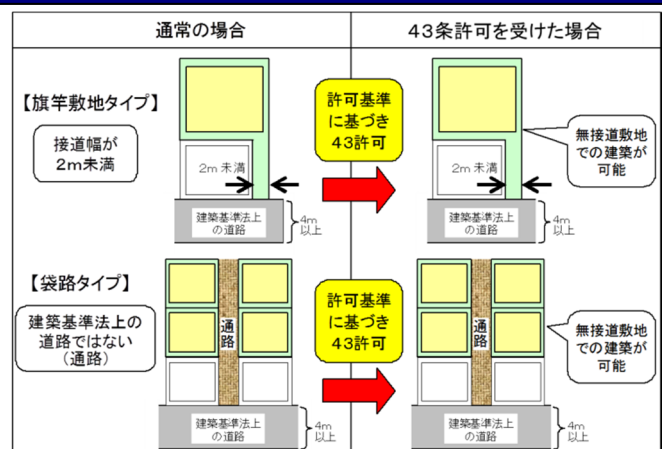 通常の場合
43条許可を受けた場合
【旗竿敷地タイプ】
接道幅が
2m未満
2m 未満
建築基準法上
の道路
4m
以上
許可基準
に基づき
43許可
2m 未満
建築基準法上
の道路
4m
以上
無接道敷地
での建築が
可能
【袋路タイプ】
建築基準法上の
道路ではない
(通路)
通路
建築基準法上
の道路
4m
以上
許可基準
に基づき
43許可
通路
建築基準法上
の道路
4m
以上
無接道敷地
での建築が
可能